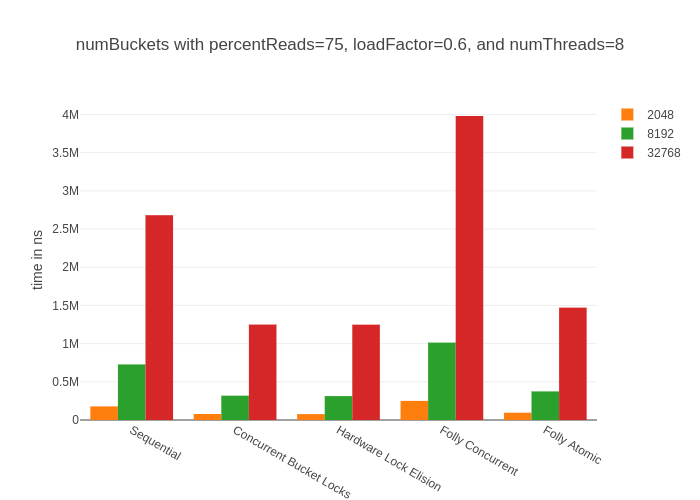 numBuckets with percentReads=75, loadFactor=0.6, and numThreads=8
4M
3.5M
3M
2.5M
2M
1.5M
1M
0.5M
0
time in ns
2048
8192
32768
Sequential
Concurrent Bucket Locks
Hardware Lock Elision
Folly Concurrent
Folly Atomic